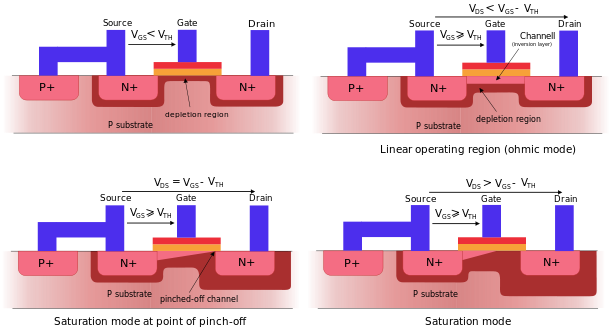 Source
Gate
Drain
V_GS < V_TH
P+
N+
N+
depletion region
P substrate
V_DS < V_GS - V_TH
Source
Gate
Drain
V_GS ⩾ V_TH
Channell
(inversion layer)
P+
N+
N+
depletion region
P substrate
Linear operating region (ohmic mode)
V_DS = V_GS - V_TH
Source
Gate
Drain
V_GS ⩾ V_TH
P+
N+
N+
P substrate
pinched-off channel
Saturation mode at point of pinch-off
V_DS > V_GS - V_TH
Source
Gate
Drain
V_GS ⩾ V_TH
P+
N+
N+
P substrate
Saturation mode